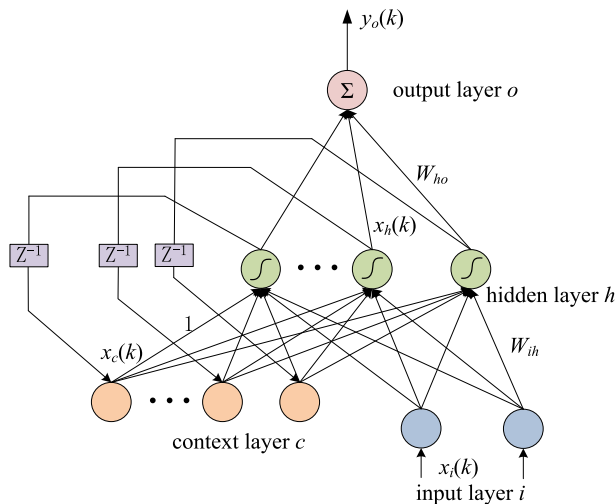 y_o(k)
Σ
output layer o
W_ho
x_h(k)
Z⁻¹
Z⁻¹
Z⁻¹
hidden layer h
1
x_c(k)
W_ih
context layer c
x_i(k)
input layer i